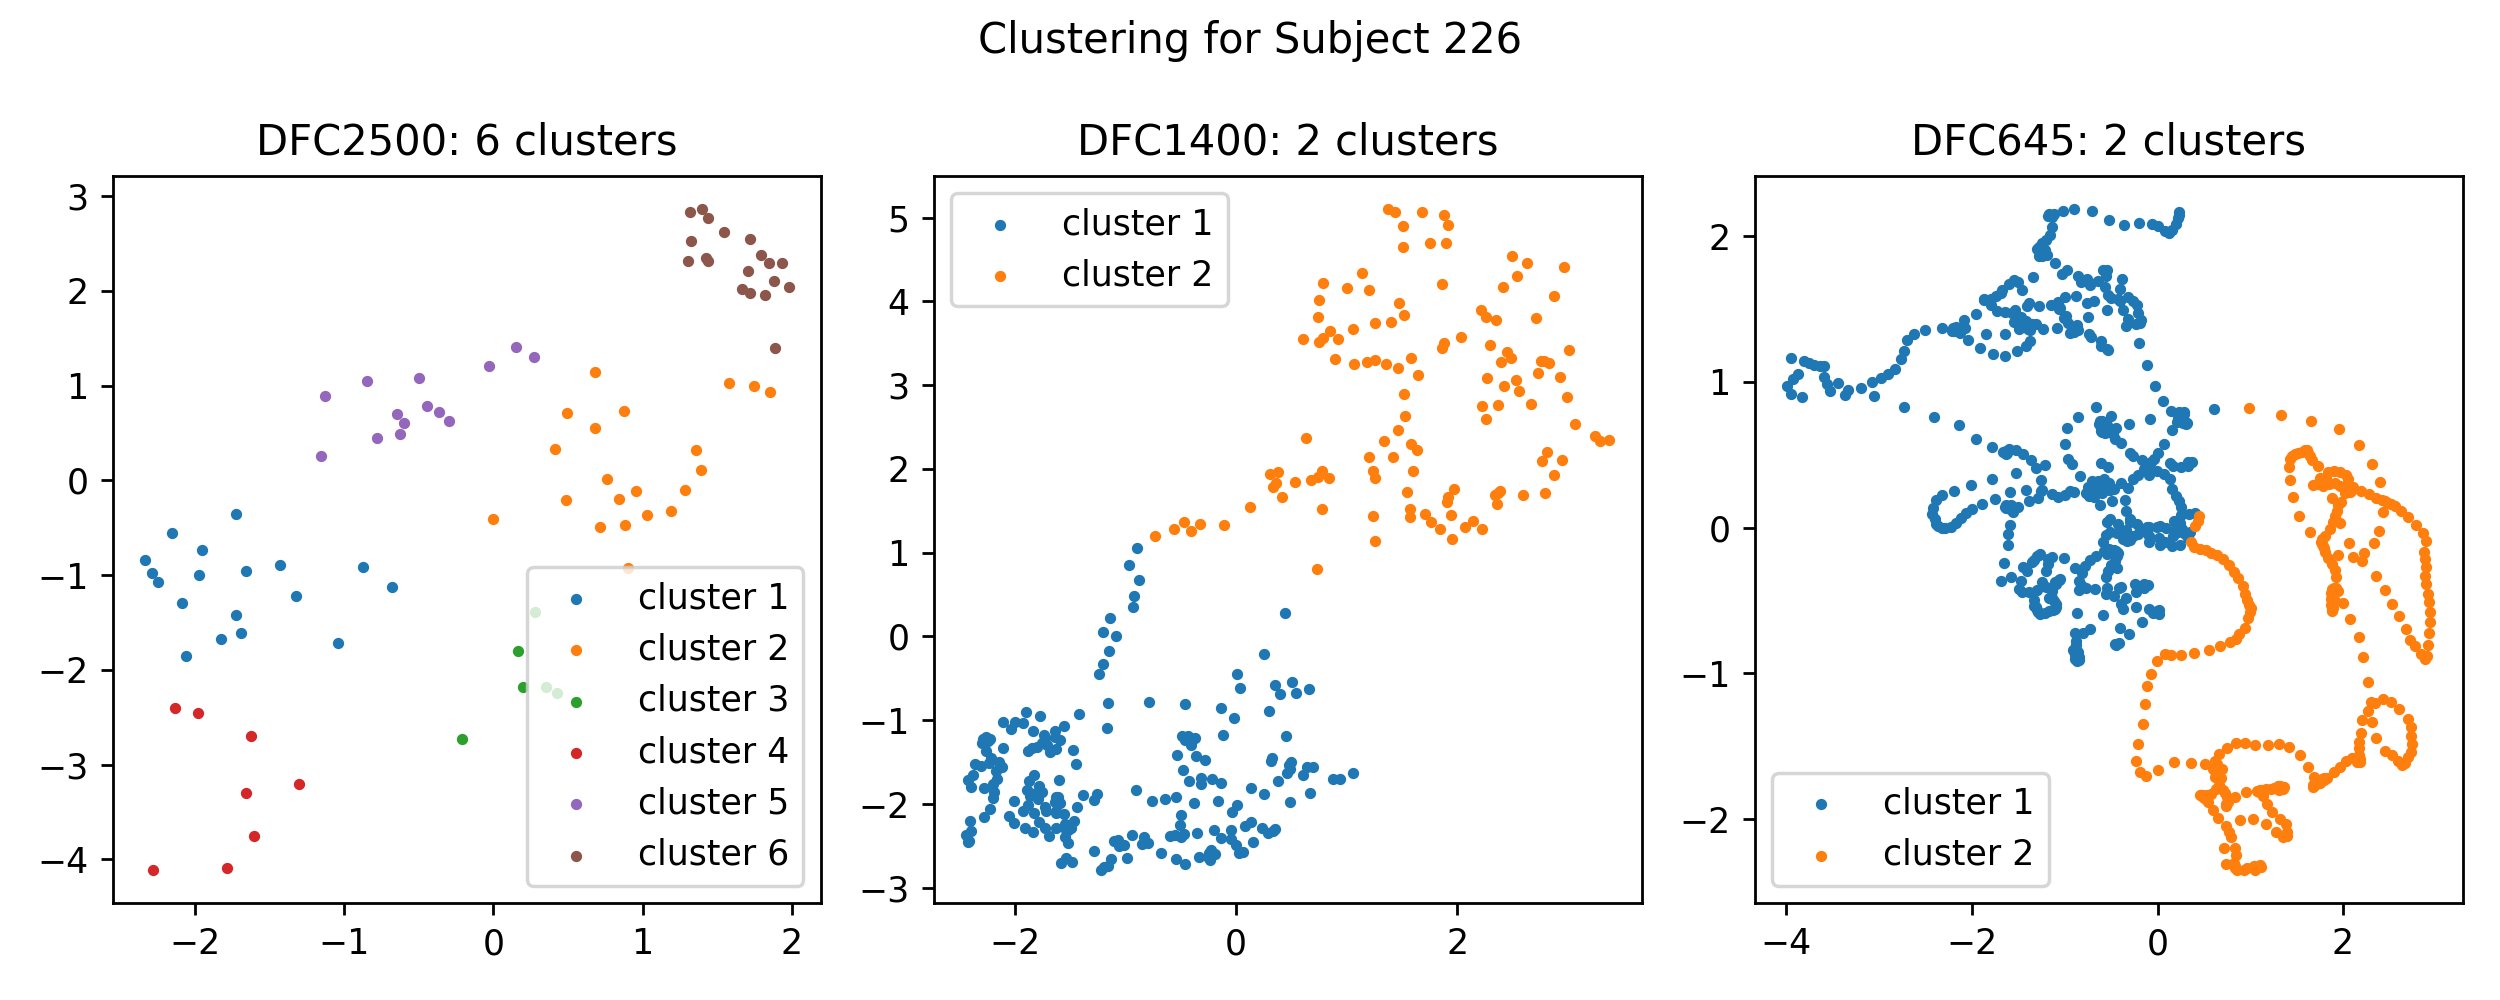 Clustering for Subject 226
DFC2500: 6 clusters
3
2
1
0
−1
−2
−3
−4
−2
−1
0
1
2
cluster 1
cluster 2
cluster 3
cluster 4
cluster 5
cluster 6
DFC1400: 2 clusters
5
4
3
2
1
0
−1
−2
−3
−2
0
2
cluster 1
cluster 2
DFC645: 2 clusters
2
1
0
−1
−2
−4
−2
0
2
cluster 1
cluster 2